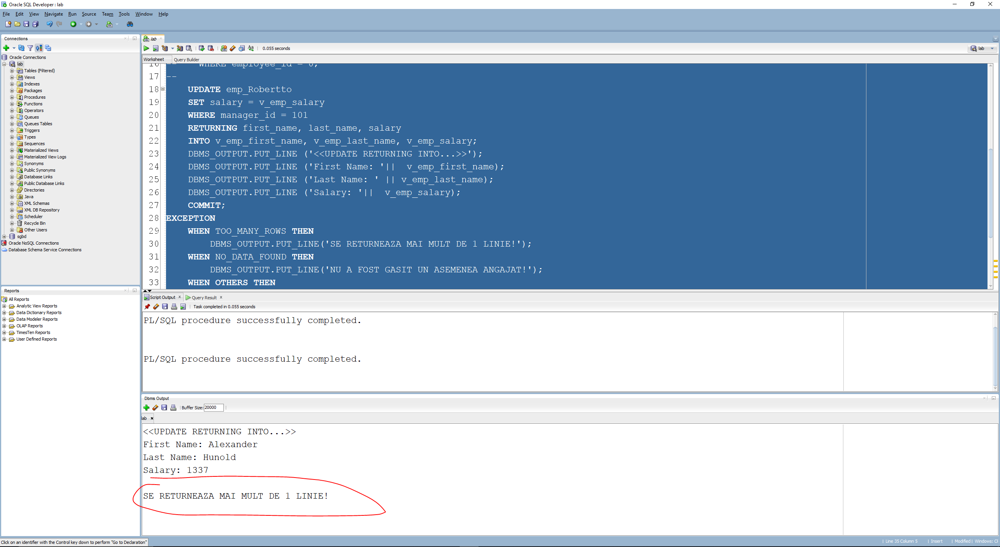 Oracle SQL Developer : lab
File Edit View Navigate Run Source Team Tools Window Help
Connections
Oracle Connections
lab
Tables (Filtered)
Views
Indexes
Packages
Procedures
Functions
Operators
Queues
Queues Tables
Triggers
Types
Sequences
Materialized Views
Materialized View Logs
Synonyms
Public Synonyms
Database Links
Public Database Links
Directories
Java
XML Schemas
XML DB Repository
Scheduler
Recycle Bin
Other Users
sgbd
Oracle NoSQL Connections
Database Schema Service Connections
Reports
All Reports
Analytic View Reports
Data Dictionary Reports
Data Modeler Reports
OLAP Reports
TimesTen Reports
User Defined Reports
lab
0.055 seconds
lab
Worksheet Query Builder
16 -- WHERE employee_id = 0;
17 --
18 UPDATE emp_Robertto
19 SET salary = v_emp_salary
20 WHERE manager_id = 101
21 RETURNING first_name, last_name, salary
22 INTO v_emp_first_name, v_emp_last_name, v_emp_salary;
23 DBMS_OUTPUT.PUT_LINE ('<<UPDATE RETURNING INTO...>>');
24 DBMS_OUTPUT.PUT_LINE ('First Name: '||  v_emp_first_name);
25 DBMS_OUTPUT.PUT_LINE ('Last Name: ' || v_emp_last_name);
26 DBMS_OUTPUT.PUT_LINE ('Salary: '||  v_emp_salary);
27 COMMIT;
28 EXCEPTION
29 WHEN TOO_MANY_ROWS THEN
30 DBMS_OUTPUT.PUT_LINE('SE RETURNEAZA MAI MULT DE 1 LINIE!');
31 WHEN NO_DATA_FOUND THEN
32 DBMS_OUTPUT.PUT_LINE('NU A FOST GASIT UN ASEMENEA ANGAJAT!');
33 WHEN OTHERS THEN
Script Output x Query Result x
Task completed in 0.055 seconds
PL/SQL procedure successfully completed.
PL/SQL procedure successfully completed.
Dbms Output
Buffer Size: 20000
lab x
<<UPDATE RETURNING INTO...>>
First Name: Alexander
Last Name: Hunold
Salary: 1337
SE RETURNEAZA MAI MULT DE 1 LINIE!
Click on an identifier with the Control key down to perform "Go to Declaration"
Line 35 Column 5 | Insert | Modified | Windows: CF